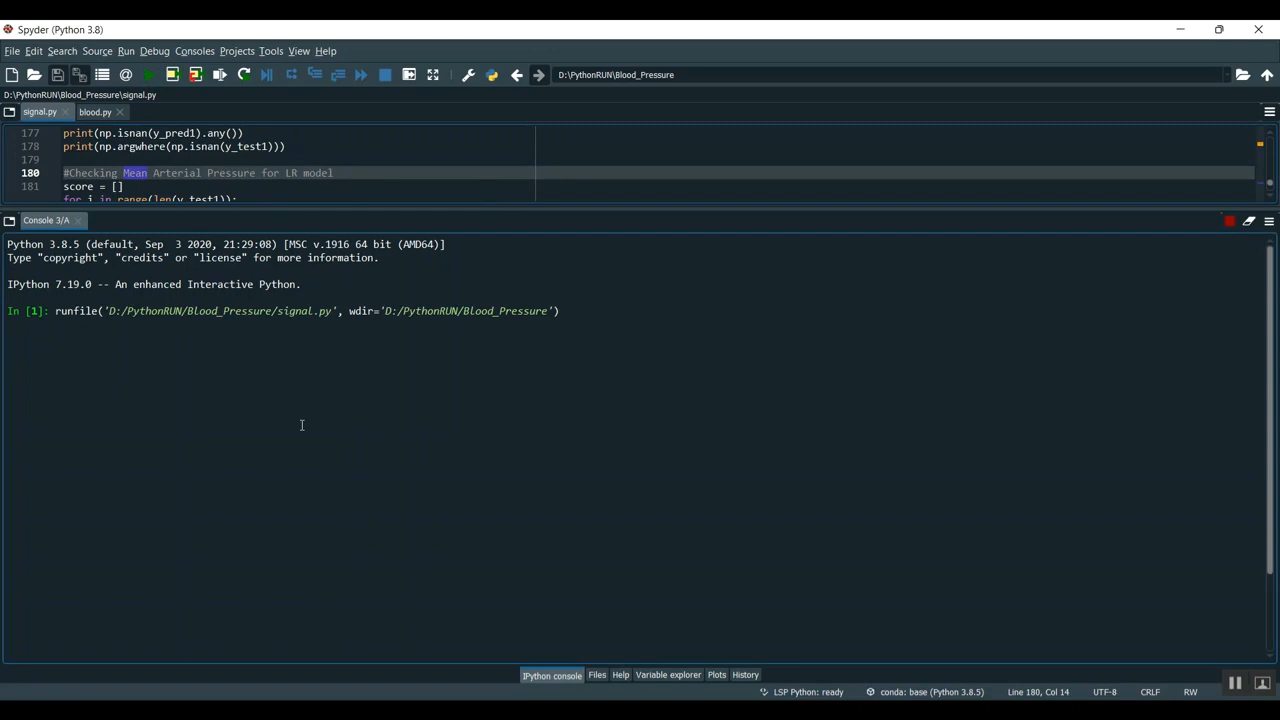 Spyder (Python 3.8)
File Edit Search Source Run Debug Consoles Projects Tools View Help
D:\PythonRUN\Blood_Pressure
D:\PythonRUN\Blood_Pressure\signal.py
signal.py blood.py
177 print(np.isnan(y_pred1).any())
178 print(np.argwhere(np.isnan(y_test1)))
179
180 #Checking Mean Arterial Pressure for LR model
181 score = []
for i in range(len(y_test1)):
Console 3/A
Python 3.8.5 (default, Sep  3 2020, 21:29:08) [MSC v.1916 64 bit (AMD64)]
Type "copyright", "credits" or "license" for more information.
IPython 7.19.0 -- An enhanced Interactive Python.
In [1]: runfile('D:/PythonRUN/Blood_Pressure/signal.py', wdir='D:/PythonRUN/Blood_Pressure')
IPython console Files Help Variable explorer Plots History
LSP Python: ready conda: base (Python 3.8.5) Line 180, Col 14 UTF-8 CRLF RW